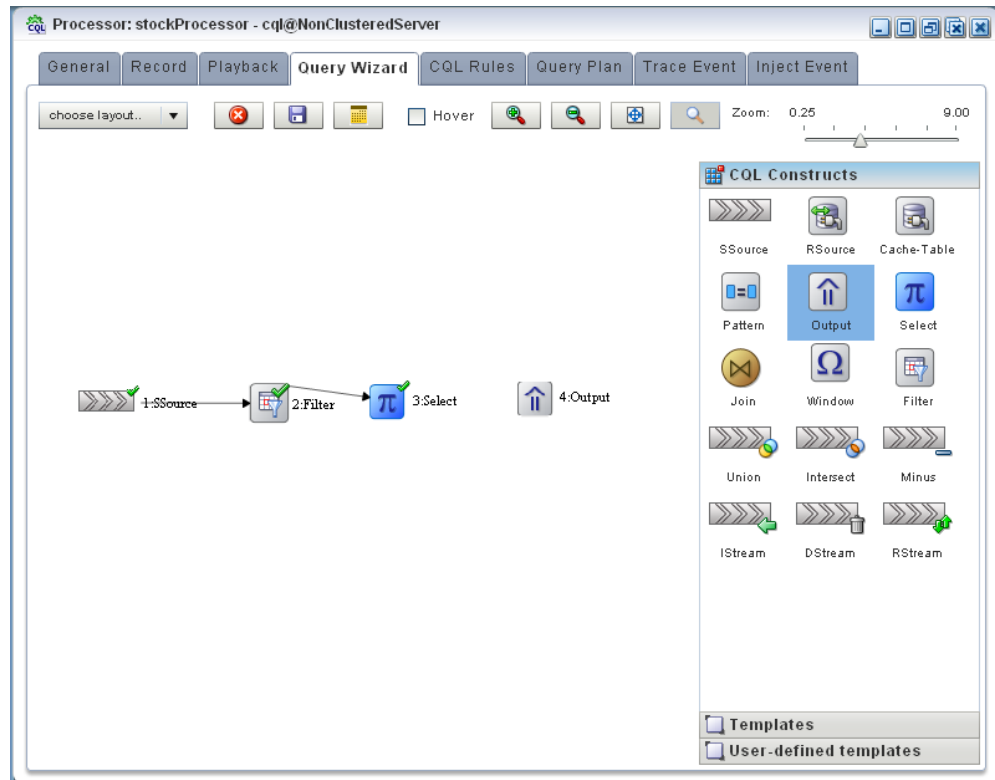 CQL Processor: stockProcessor - cql@NonClusteredServer
General Record Playback Query Wizard CQL Rules Query Plan Trace Event Inject Event
choose layout.. Hover Zoom: 0.25 9.00
CQL Constructs
SSource RSource Cache-Table
Pattern Output Select
Join Window Filter
Union Intersect Minus
IStream DStream RStream
1:SSource 2:Filter 3:Select 4:Output
Templates
User-defined templates